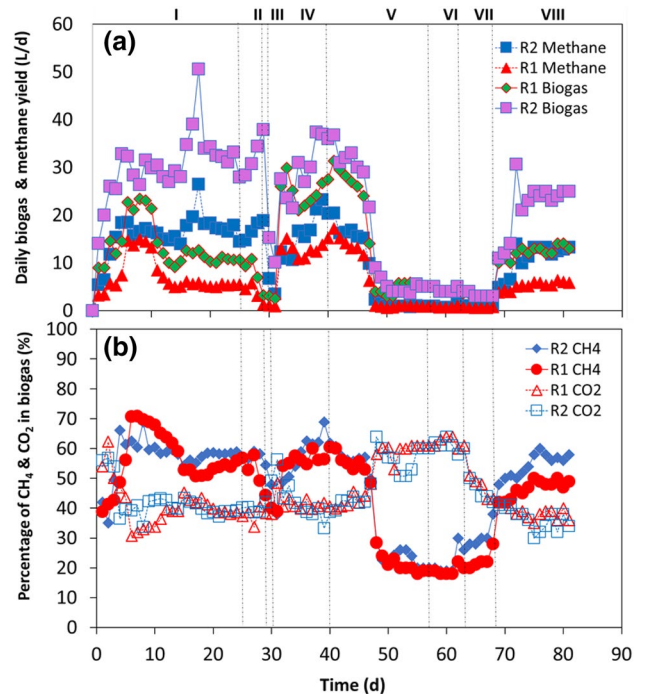 I II III IV V VI VII VIII
(a)
60
50
40
30
20
10
0
Daily biogas & methane yield (L/d)
R2 Methane
R1 Methane
R1 Biogas
R2 Biogas
100
90
80
70
60
50
40
30
20
10
0
Percentage of CH4 & CO2 in biogas (%)
(b)
R2 CH4
R1 CH4
R1 CO2
R2 CO2
0 10 20 30 40 50 60 70 80 90
Time (d)